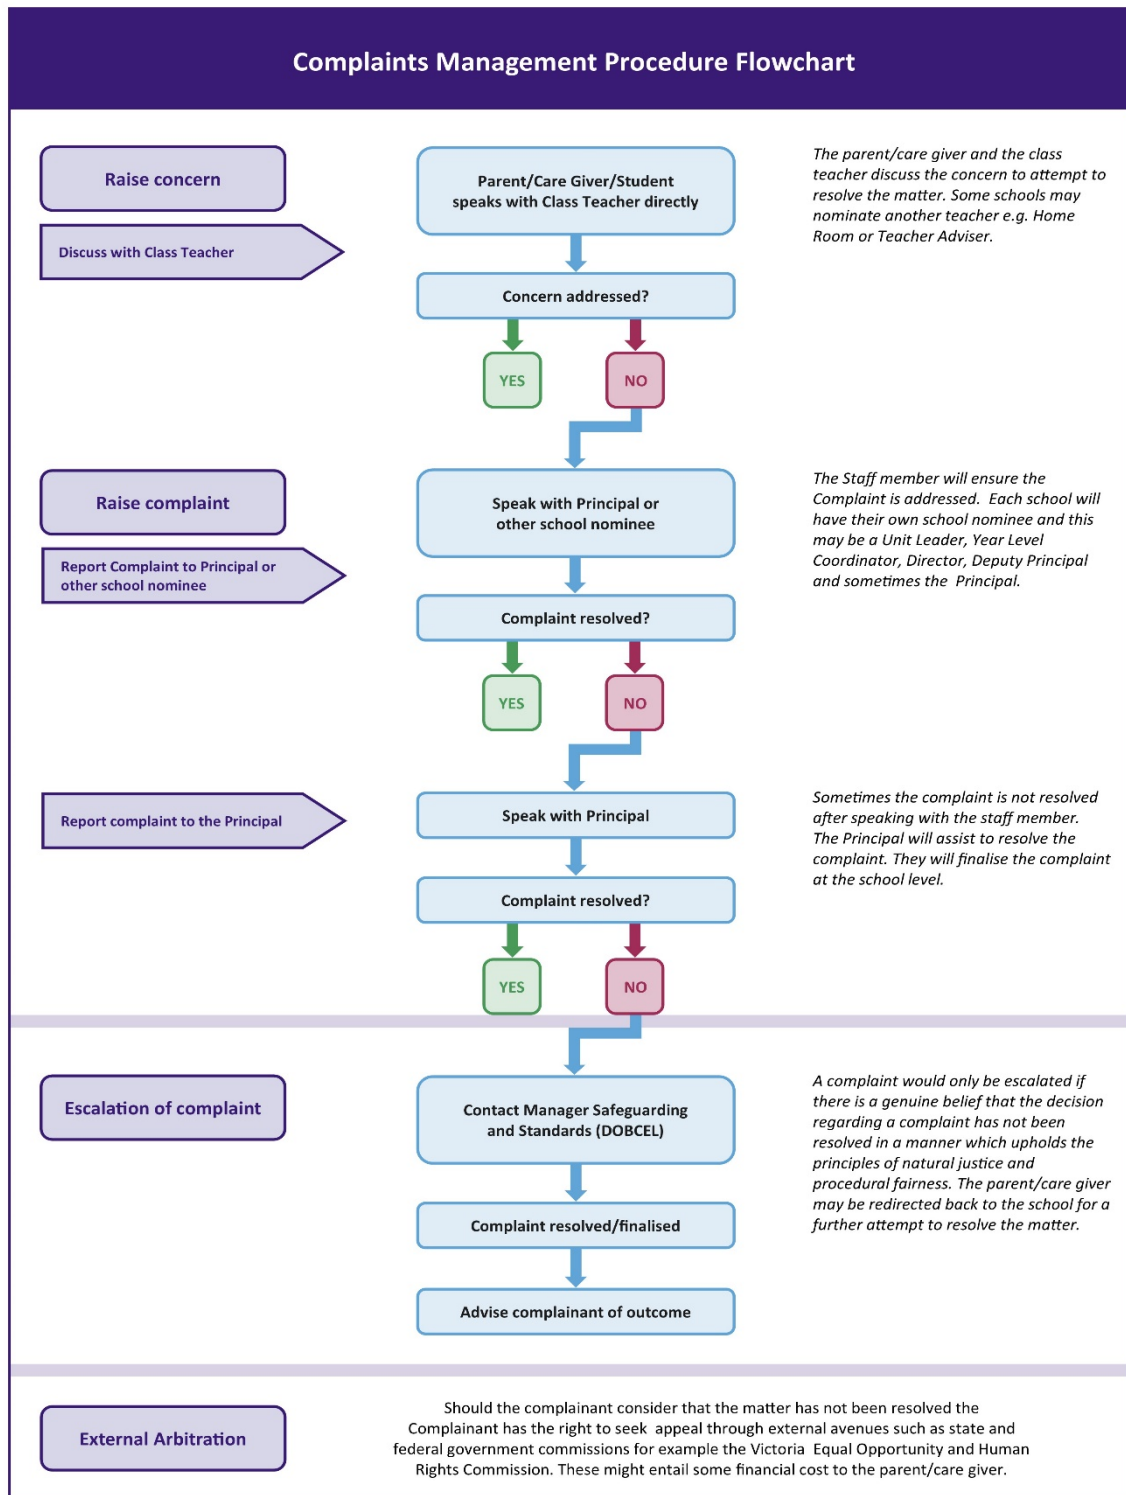 Complaints Management Procedure Flowchart
Raise concern
Discuss with Class Teacher
Parent/Care Giver/Student
speaks with Class Teacher directly
The parent/care giver and the class
teacher discuss the concern to attempt to
resolve the matter. Some schools may
nominate another teacher e.g. Home
Room or Teacher Adviser.
Concern addressed?
YES
NO
Raise complaint
Report Complaint to Principal or
other school nominee
Speak with Principal or
other school nominee
The Staff member will ensure the
Complaint is addressed.  Each school will
have their own school nominee and this
may be a Unit Leader, Year Level
Coordinator, Director, Deputy Principal
and sometimes the  Principal.
Complaint resolved?
YES
NO
Report complaint to the Principal
Speak with Principal
Sometimes the complaint is not resolved
after speaking with the staff member.
The Principal will assist to resolve the
complaint. They will finalise the complaint
at the school level.
Complaint resolved?
YES
NO
Escalation of complaint
Contact Manager Safeguarding
and Standards (DOBCEL)
A complaint would only be escalated if
there is a genuine belief that the decision
regarding a complaint has not been
resolved in a manner which upholds the
principles of natural justice and
procedural fairness. The parent/care giver
may be redirected back to the school for a
further attempt to resolve the matter.
Complaint resolved/finalised
Advise complainant of outcome
External Arbitration
Should the complainant consider that the matter has not been resolved the
Complainant has the right to seek  appeal through external avenues such as state and
federal government commissions for example the Victoria  Equal Opportunity and Human
Rights Commission. These might entail some financial cost to the parent/care giver.